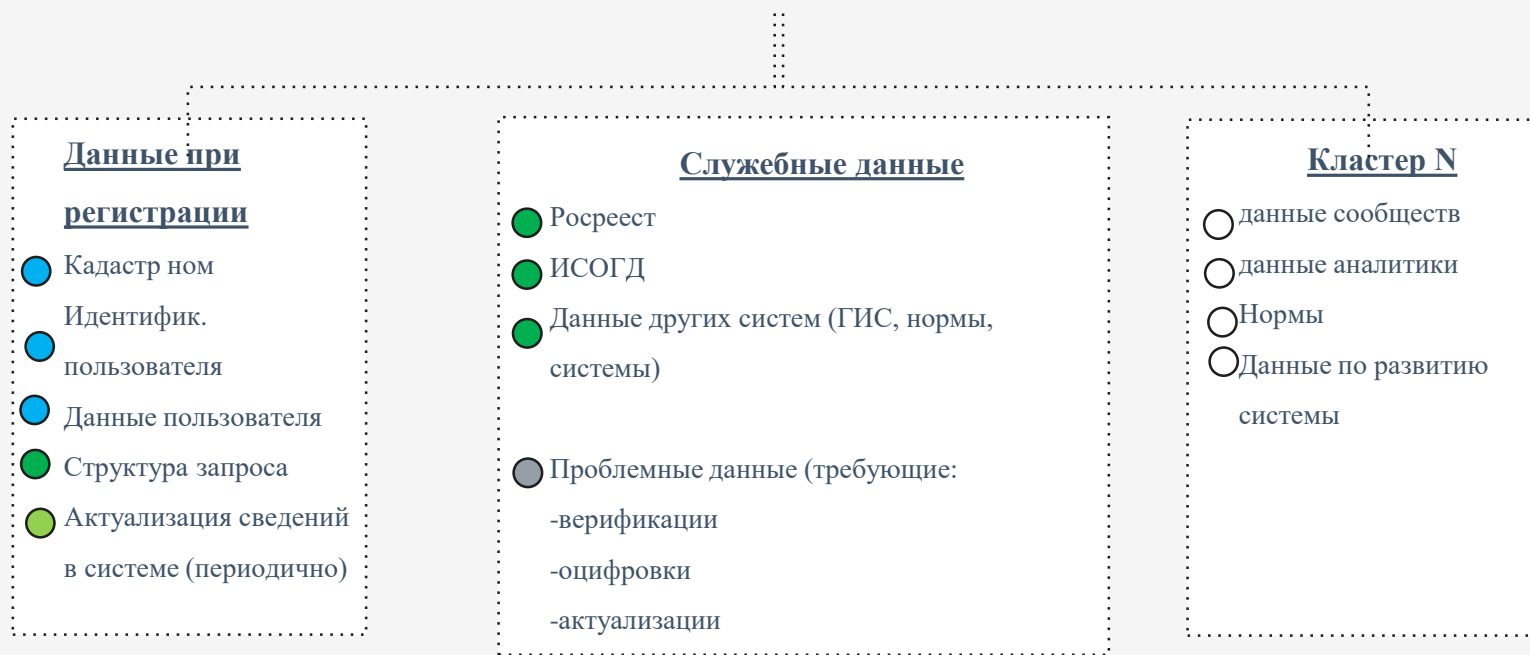 Данные при
регистрации
Кадастр ном
Идентифик.
пользователя
Данные пользователя
Структура запроса
Актуализация сведений
в системе (периодично)
Служебные данные
Росреест
ИСОГД
Данные других систем (ГИС, нормы,
системы)
Проблемные данные (требующие:
-верификации
-оцифровки
-актуализации
Кластер N
данные сообществ
данные аналитики
Нормы
Данные по развитию
системы